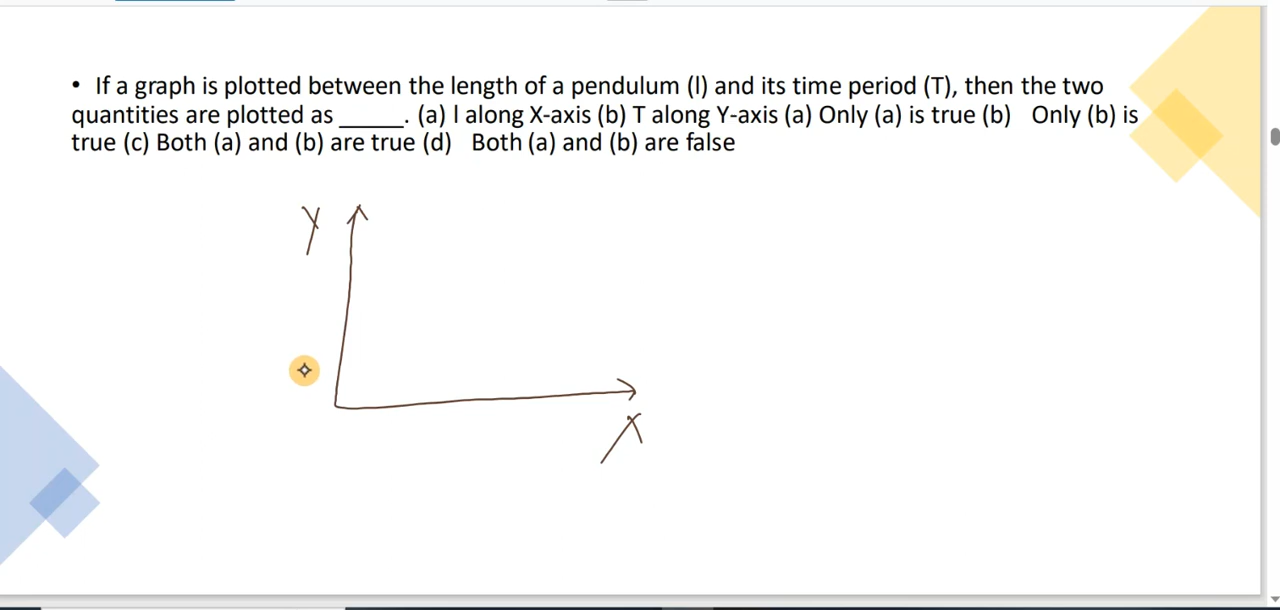 • If a graph is plotted between the length of a pendulum (l) and its time period (T), then the two
quantities are plotted as _____. (a) l along X-axis (b) T along Y-axis (a) Only (a) is true (b) Only (b) is
true (c) Both (a) and (b) are true (d) Both (a) and (b) are false
Y
X